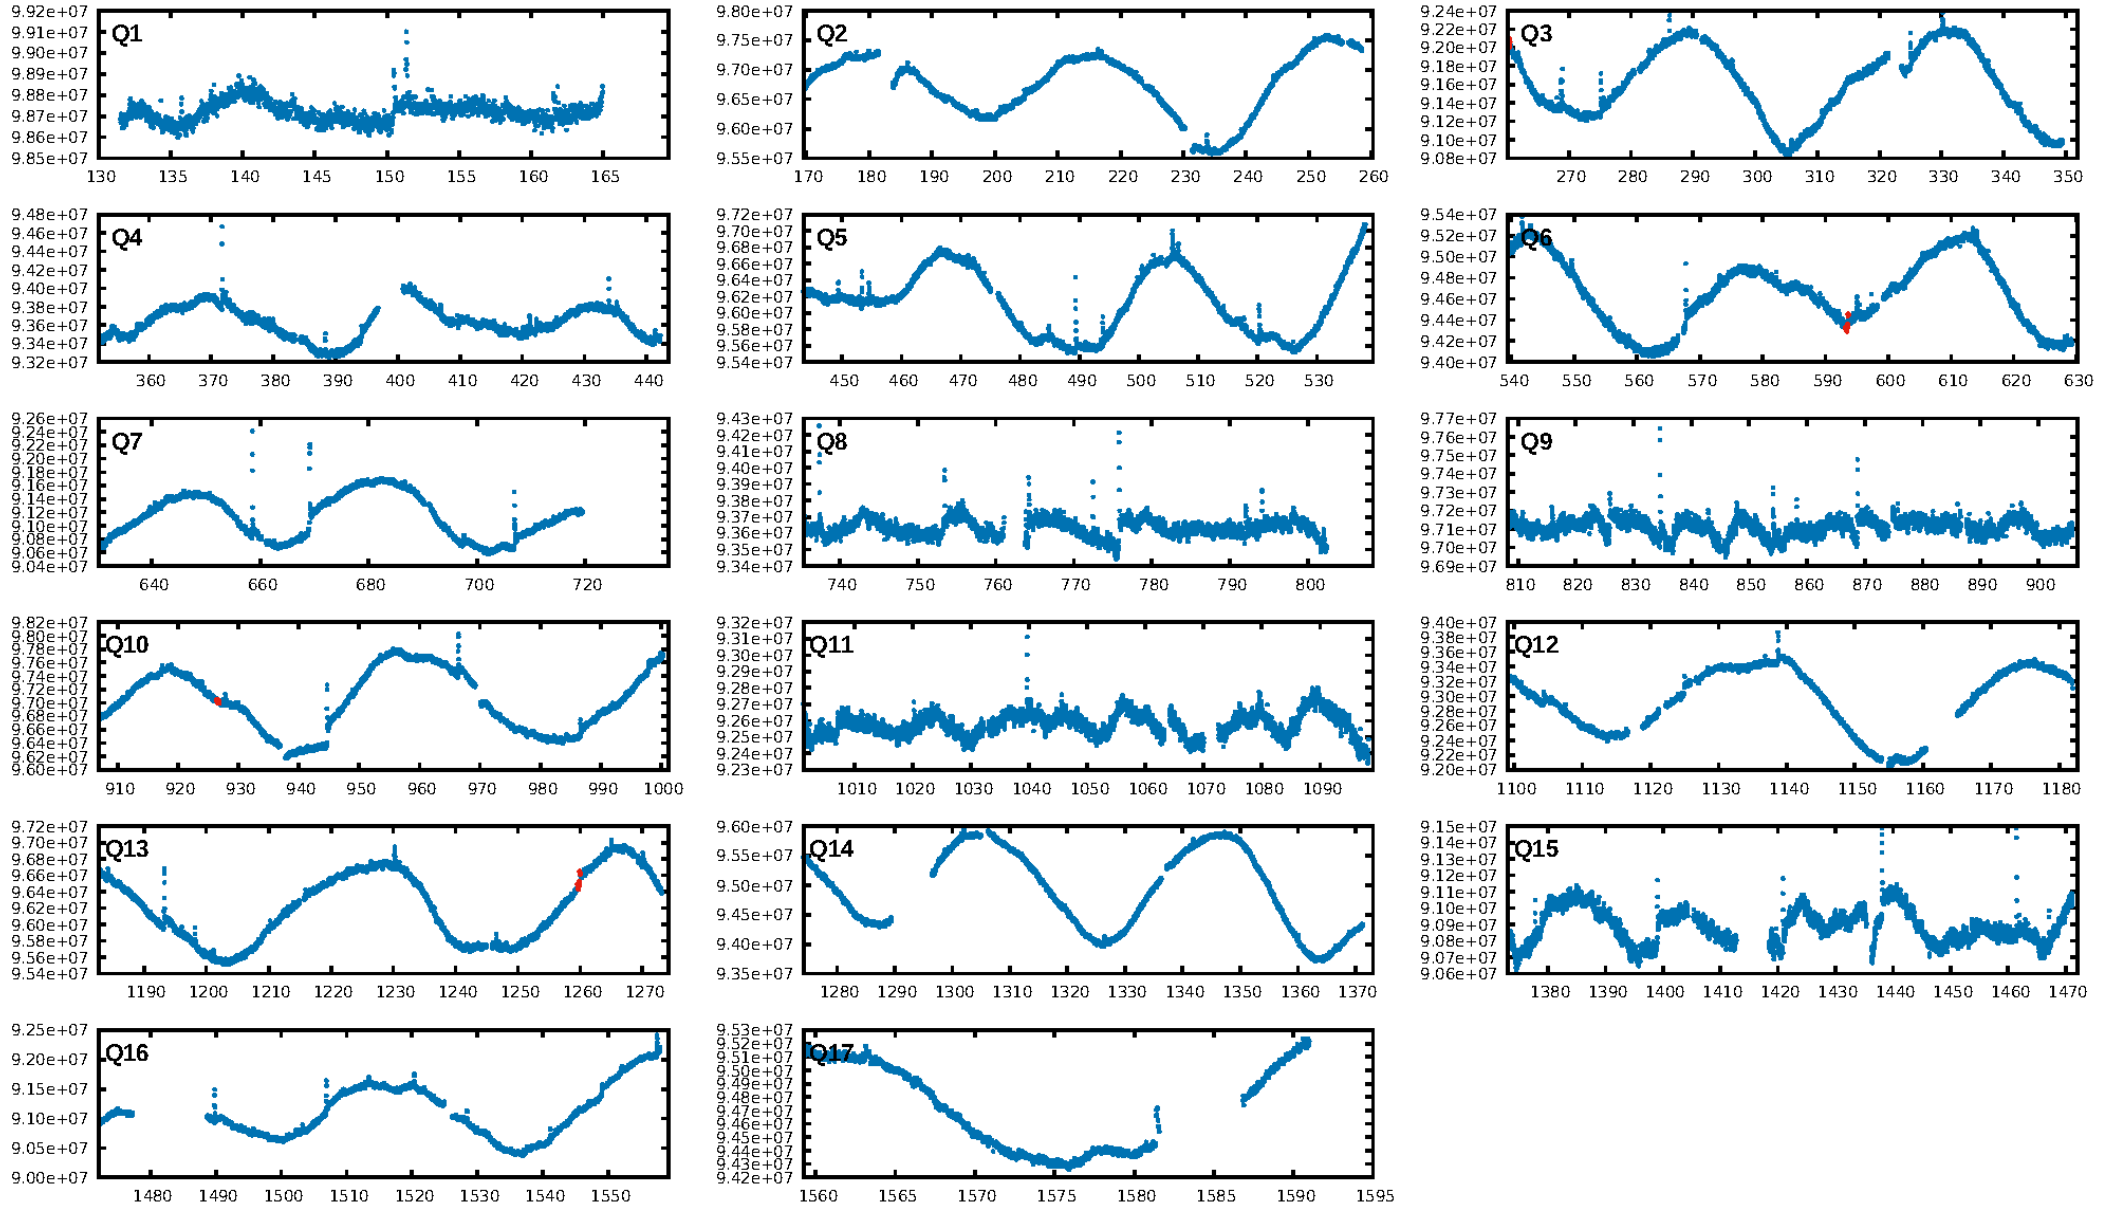 Q1
9.92e+07
9.91e+07
9.90e+07
9.89e+07
9.88e+07
9.87e+07
9.86e+07
9.85e+07
130 135 140 145 150 155 160 165
Q2
9.80e+07
9.75e+07
9.70e+07
9.65e+07
9.60e+07
9.55e+07
170 180 190 200 210 220 230 240 250 260
Q3
9.24e+07
9.22e+07
9.20e+07
9.18e+07
9.16e+07
9.14e+07
9.12e+07
9.10e+07
9.08e+07
270 280 290 300 310 320 330 340 350
Q4
9.48e+07
9.46e+07
9.44e+07
9.42e+07
9.40e+07
9.38e+07
9.36e+07
9.34e+07
9.32e+07
360 370 380 390 400 410 420 430 440
Q5
9.72e+07
9.70e+07
9.68e+07
9.66e+07
9.64e+07
9.62e+07
9.60e+07
9.58e+07
9.56e+07
9.54e+07
450 460 470 480 490 500 510 520 530
Q6
9.54e+07
9.52e+07
9.50e+07
9.48e+07
9.46e+07
9.44e+07
9.42e+07
9.40e+07
540 550 560 570 580 590 600 610 620 630
Q7
9.26e+07
9.24e+07
9.22e+07
9.20e+07
9.18e+07
9.16e+07
9.14e+07
9.12e+07
9.10e+07
9.08e+07
9.06e+07
9.04e+07
640 660 680 700 720
Q8
9.43e+07
9.42e+07
9.41e+07
9.40e+07
9.39e+07
9.38e+07
9.37e+07
9.36e+07
9.35e+07
9.34e+07
740 750 760 770 780 790 800
Q9
9.77e+07
9.76e+07
9.75e+07
9.74e+07
9.73e+07
9.72e+07
9.71e+07
9.70e+07
9.69e+07
810 820 830 840 850 860 870 880 890 900
Q10
9.82e+07
9.80e+07
9.78e+07
9.76e+07
9.74e+07
9.72e+07
9.70e+07
9.68e+07
9.66e+07
9.64e+07
9.62e+07
9.60e+07
910 920 930 940 950 960 970 980 990 1000
Q11
9.32e+07
9.31e+07
9.30e+07
9.29e+07
9.28e+07
9.27e+07
9.26e+07
9.25e+07
9.24e+07
9.23e+07
1010 1020 1030 1040 1050 1060 1070 1080 1090
Q12
9.40e+07
9.38e+07
9.36e+07
9.34e+07
9.32e+07
9.30e+07
9.28e+07
9.26e+07
9.24e+07
9.22e+07
9.20e+07
1100 1110 1120 1130 1140 1150 1160 1170 1180
Q13
9.72e+07
9.70e+07
9.68e+07
9.66e+07
9.64e+07
9.62e+07
9.60e+07
9.58e+07
9.56e+07
9.54e+07
1190 1200 1210 1220 1230 1240 1250 1260 1270
Q14
9.60e+07
9.55e+07
9.50e+07
9.45e+07
9.40e+07
9.35e+07
1280 1290 1300 1310 1320 1330 1340 1350 1360 1370
Q15
9.15e+07
9.14e+07
9.13e+07
9.12e+07
9.11e+07
9.10e+07
9.09e+07
9.08e+07
9.07e+07
9.06e+07
1380 1390 1400 1410 1420 1430 1440 1450 1460 1470
Q16
9.25e+07
9.20e+07
9.15e+07
9.10e+07
9.05e+07
9.00e+07
1480 1490 1500 1510 1520 1530 1540 1550
Q17
9.53e+07
9.52e+07
9.51e+07
9.50e+07
9.49e+07
9.48e+07
9.47e+07
9.46e+07
9.45e+07
9.44e+07
9.43e+07
9.42e+07
1560 1565 1570 1575 1580 1585 1590 1595